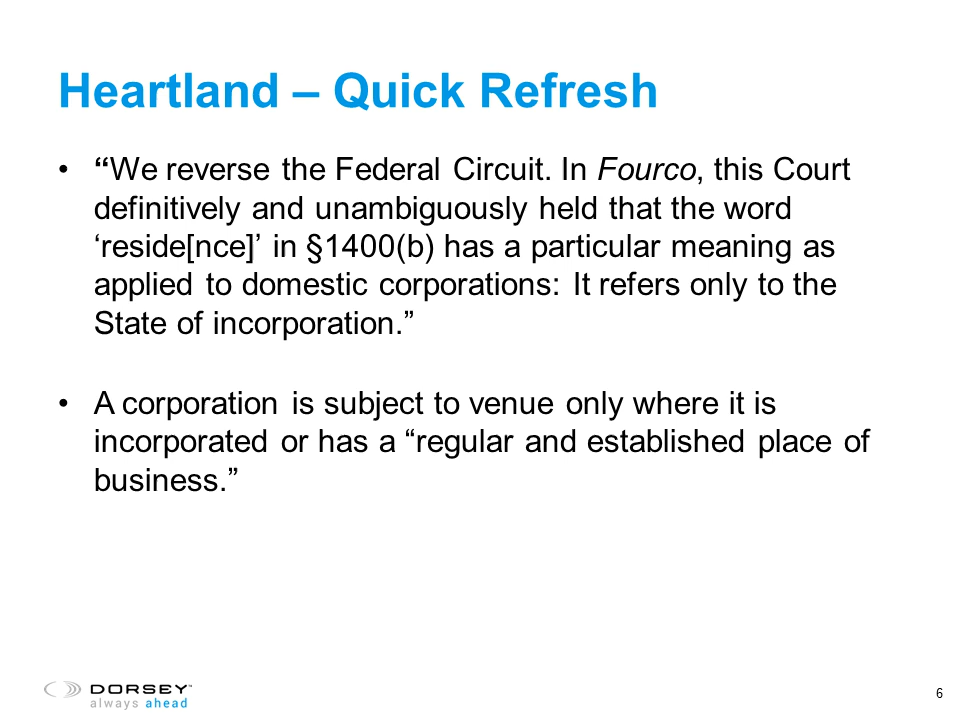 Heartland – Quick Refresh
• “We reverse the Federal Circuit. In Fourco, this Court
definitively and unambiguously held that the word
‘reside[nce]’ in §1400(b) has a particular meaning as
applied to domestic corporations: It refers only to the
State of incorporation.”
• A corporation is subject to venue only where it is
incorporated or has a “regular and established place of
business.”
DORSEY™
always ahead
6